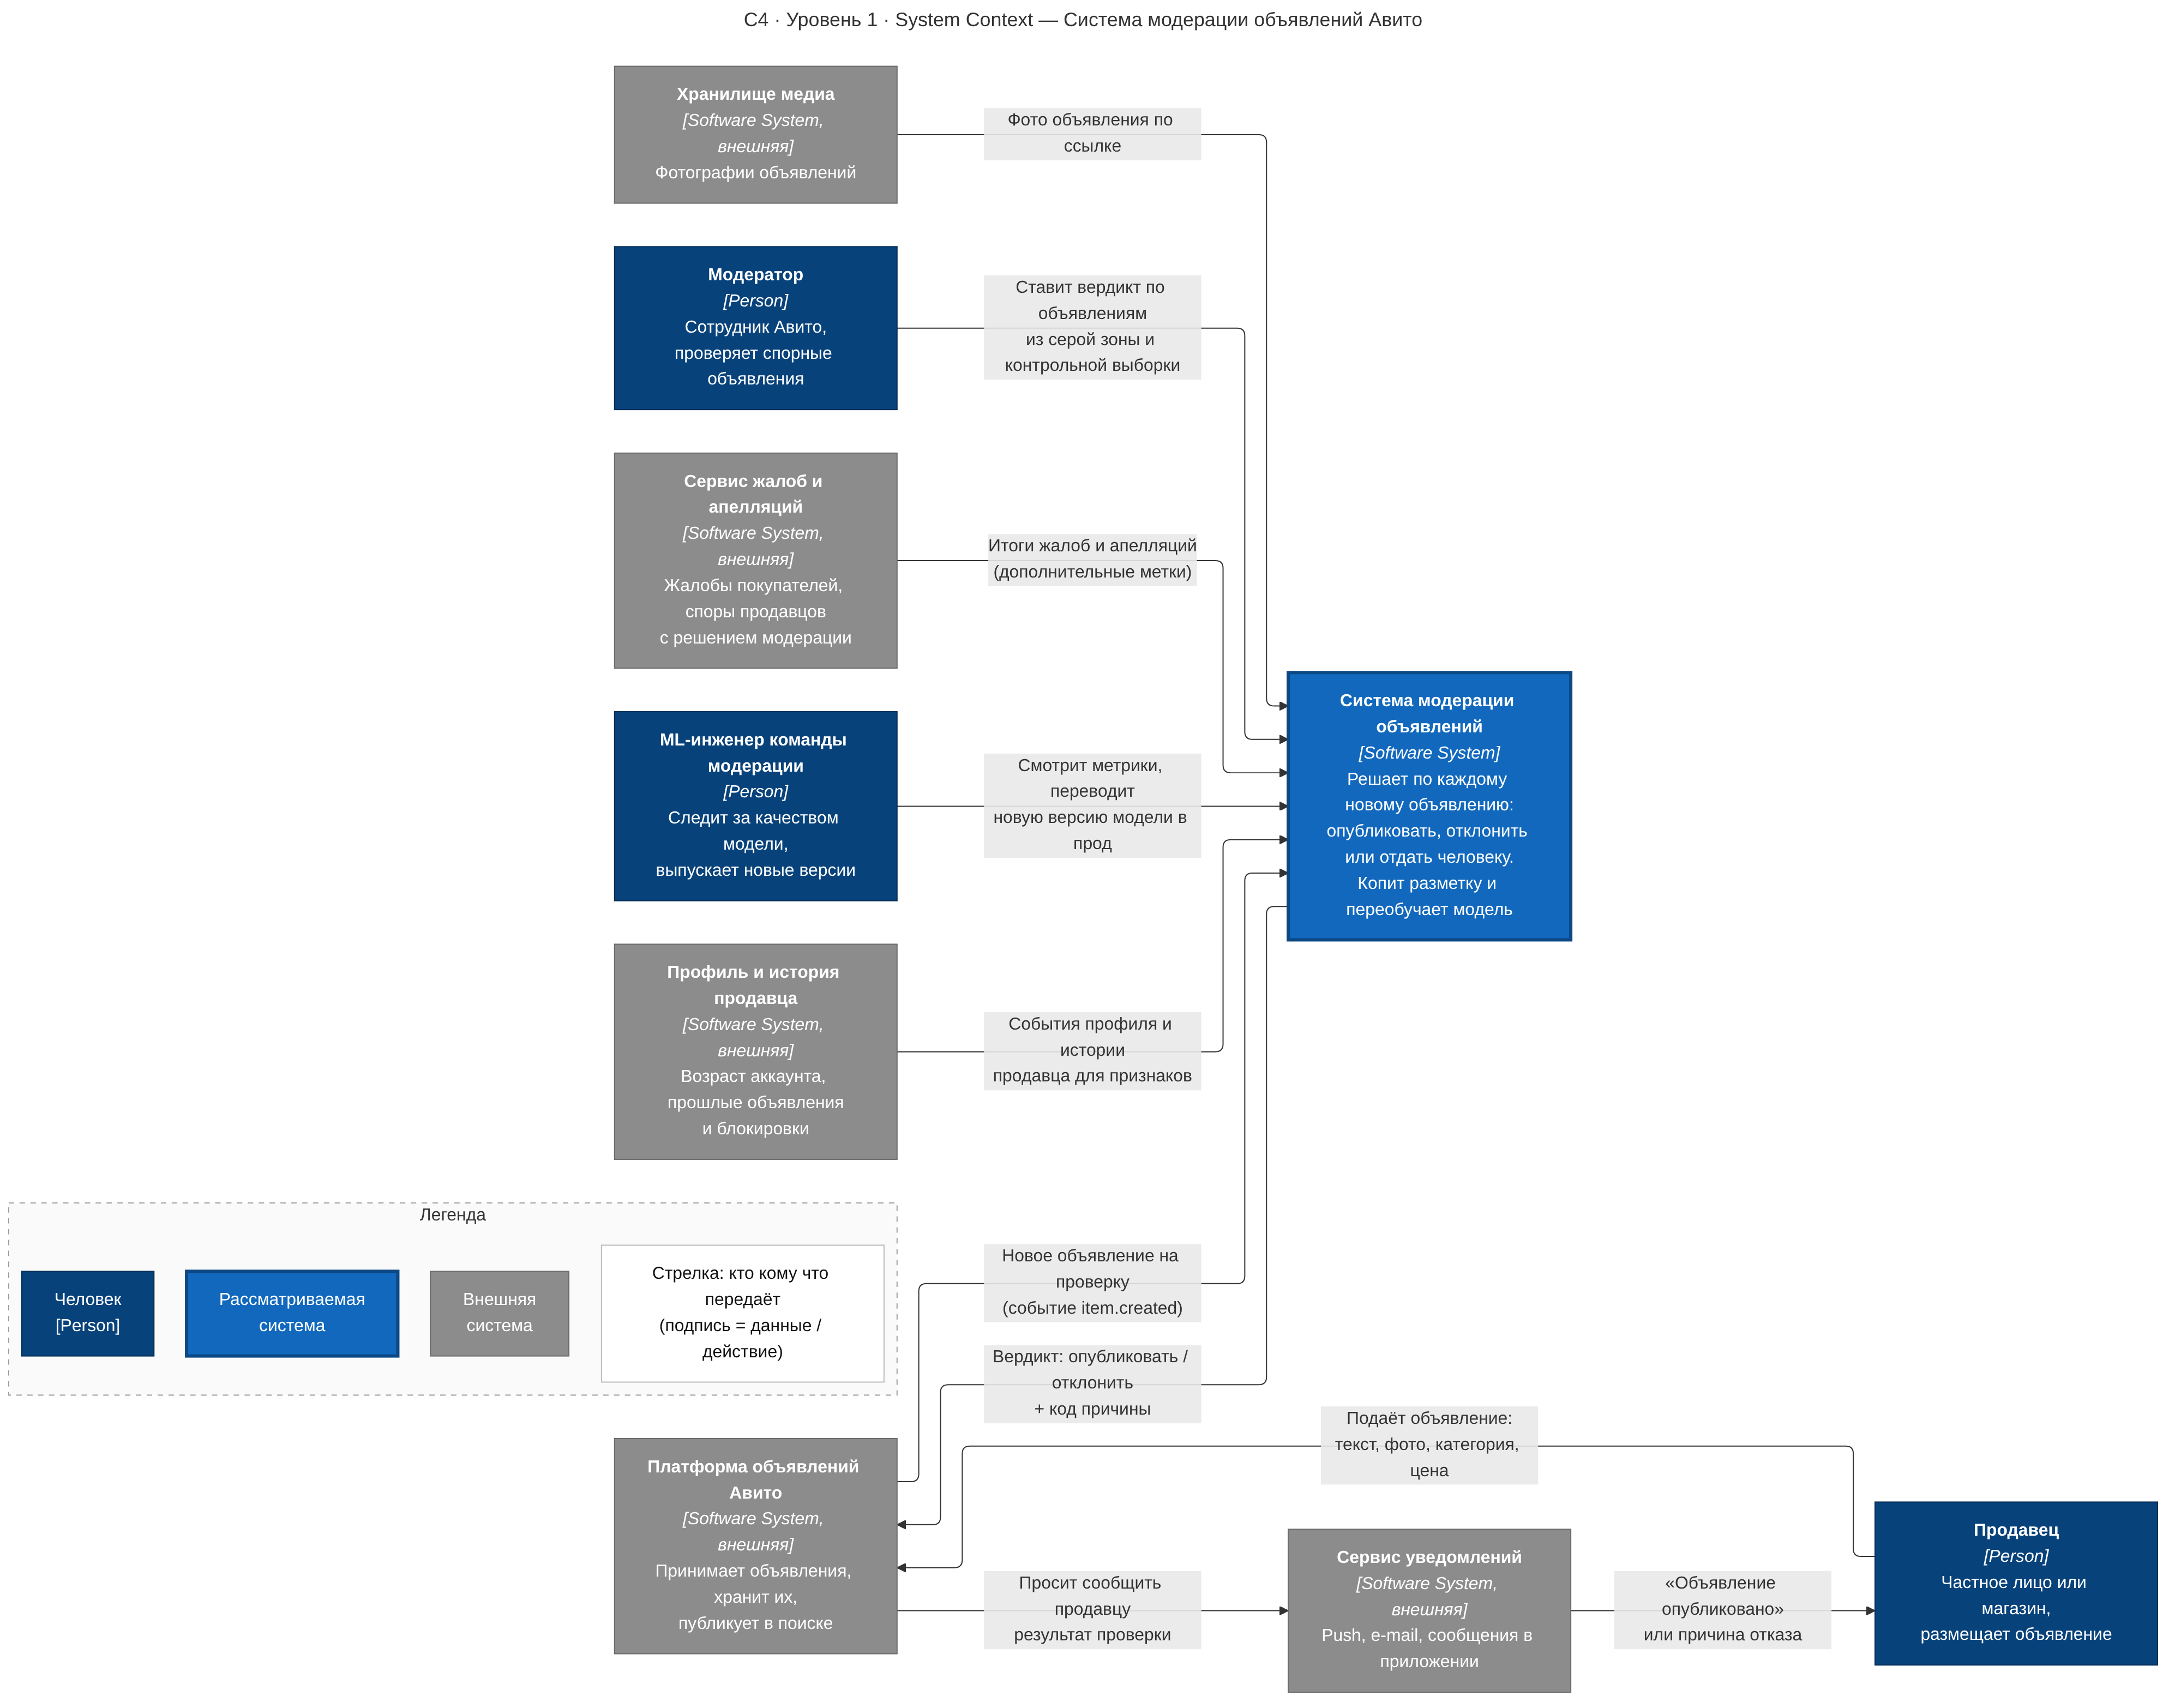 C4 · Уровень 1 · System Context — Система модерации объявлений Авито
Хранилище медиа
[Software System,
внешняя]
Фотографии объявлений
Фото объявления по
ссылке
Модератор
[Person]
Сотрудник Авито,
проверяет спорные
объявления
Ставит вердикт по
объявлениям
из серой зоны и
контрольной выборки
Сервис жалоб и
апелляций
[Software System,
внешняя]
Жалобы покупателей,
споры продавцов
с решением модерации
Итоги жалоб и апелляций
(дополнительные метки)
ML-инженер команды
модерации
[Person]
Следит за качеством
модели,
выпускает новые версии
Смотрит метрики,
переводит
новую версию модели в
прод
Система модерации
объявлений
[Software System]
Решает по каждому
новому объявлению:
опубликовать, отклонить
или отдать человеку.
Копит разметку и
переобучает модель
Профиль и история
продавца
[Software System,
внешняя]
Возраст аккаунта,
прошлые объявления
и блокировки
События профиля и
истории
продавца для признаков
Легенда
Человек
[Person]
Рассматриваемая
система
Внешняя
система
Стрелка: кто кому что
передаёт
(подпись = данные /
действие)
Новое объявление на
проверку
(событие item.created)
Вердикт: опубликовать /
отклонить
+ код причины
Подаёт объявление:
текст, фото, категория,
цена
Платформа объявлений
Авито
[Software System,
внешняя]
Принимает объявления,
хранит их,
публикует в поиске
Просит сообщить
продавцу
результат проверки
Сервис уведомлений
[Software System,
внешняя]
Push, e-mail, сообщения в
приложении
«Объявление
опубликовано»
или причина отказа
Продавец
[Person]
Частное лицо или
магазин,
размещает объявление